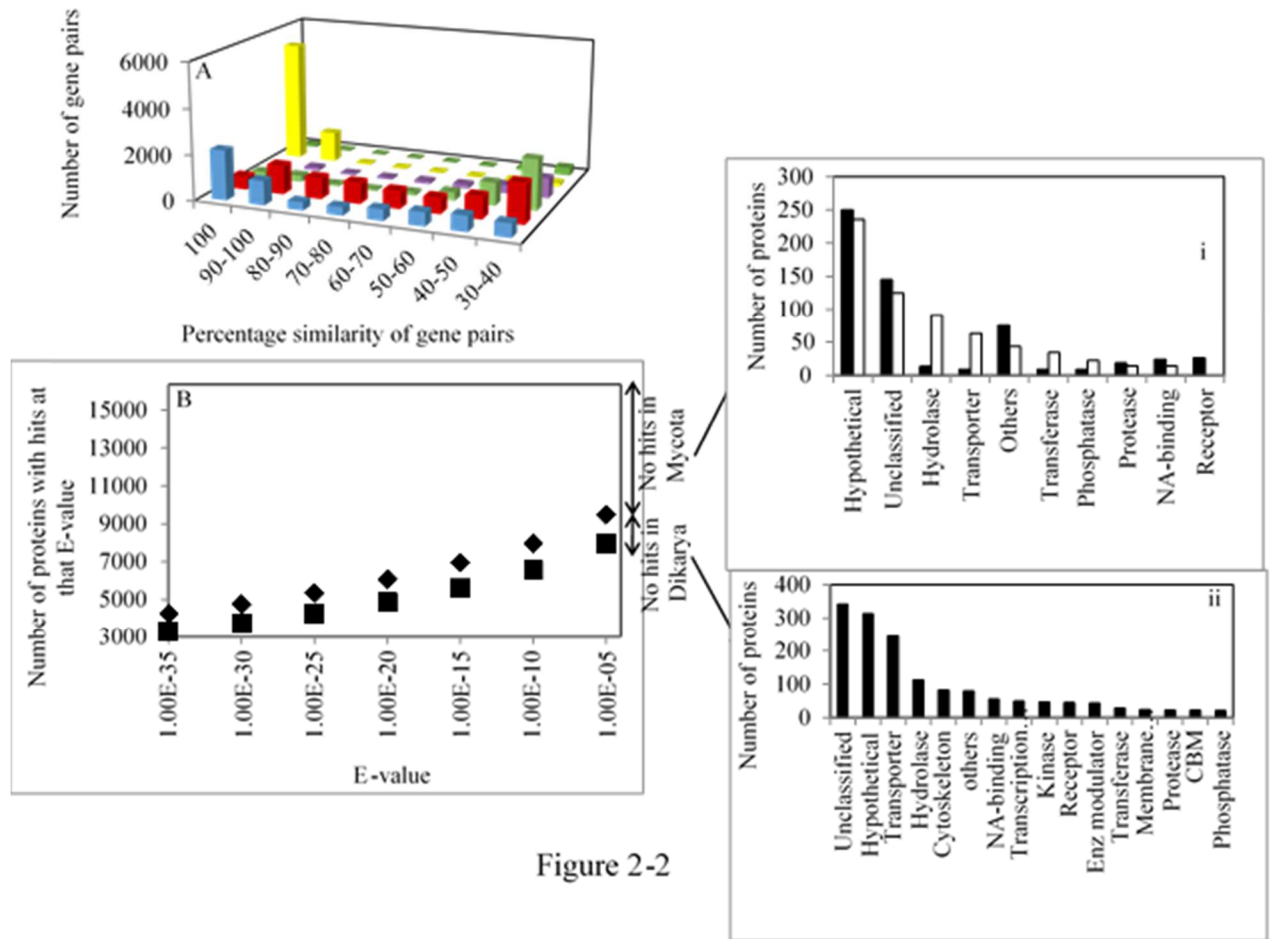 A
Number of gene pairs
6000
4000
2000
0
100
90-100
80-90
70-80
60-70
50-60
40-50
30-40
Percentage similarity of gene pairs
B
Number of proteins with hits at
that E-value
15000
13000
11000
9000
7000
5000
3000
1.00E-35
1.00E-30
1.00E-25
1.00E-20
1.00E-15
1.00E-10
1.00E-05
E-value
No hits in
Mycota
No hits in
Dikarya
i
Number of proteins
300
250
200
150
100
50
0
Hypothetical
Unclassified
Hydrolase
Transporter
Others
Transferase
Phosphatase
Protease
NA-binding
Receptor
ii
Number of proteins
400
300
200
100
0
Unclassified
Hypothetical
Transporter
Hydrolase
Cytoskeleton
others
NA-binding
Transcription.
Kinase
Receptor
Enz modulator
Transferase
Membrane.
Protease
CBM
Phosphatase
Figure 2-2